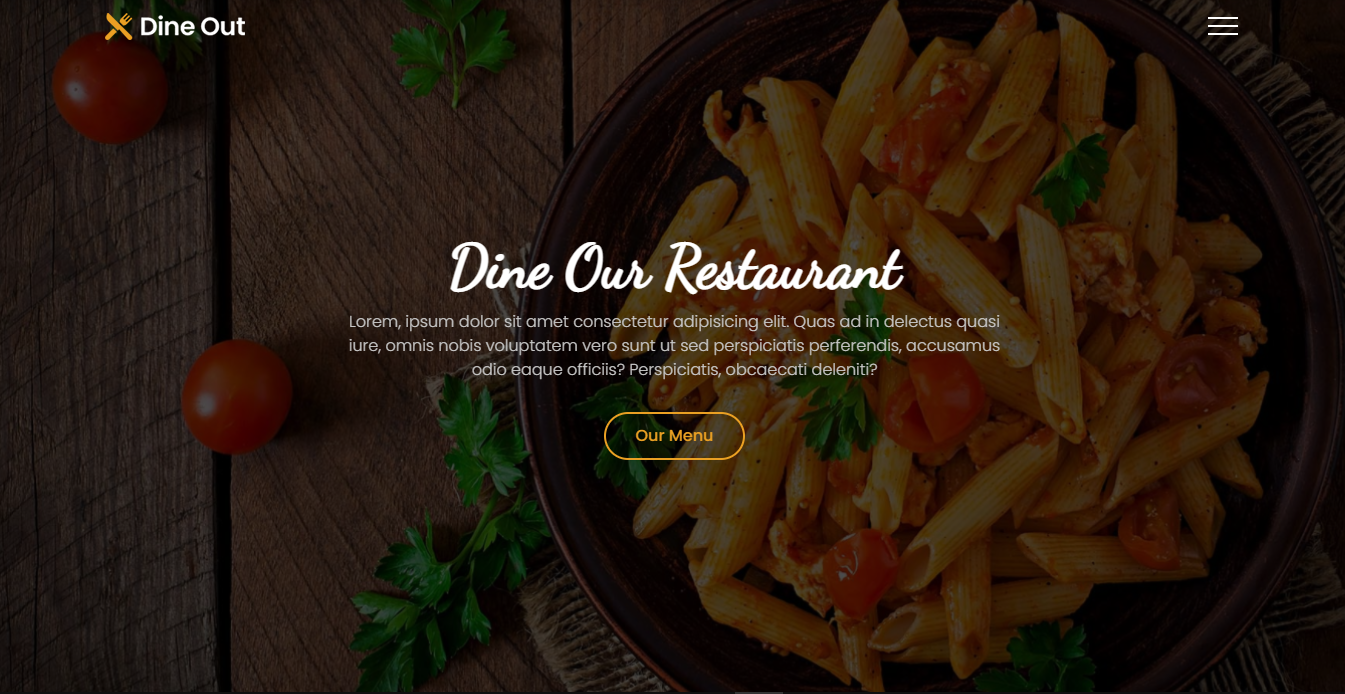 Dine Out
Dine Our Restaurant
Lorem, ipsum dolor sit amet consectetur adipisicing elit. Quas ad in delectus quasi
iure, omnis nobis voluptatem vero sunt ut sed perspiciatis perferendis, accusamus
odio eaque officiis? Perspiciatis, obcaecati deleniti?
Our Menu